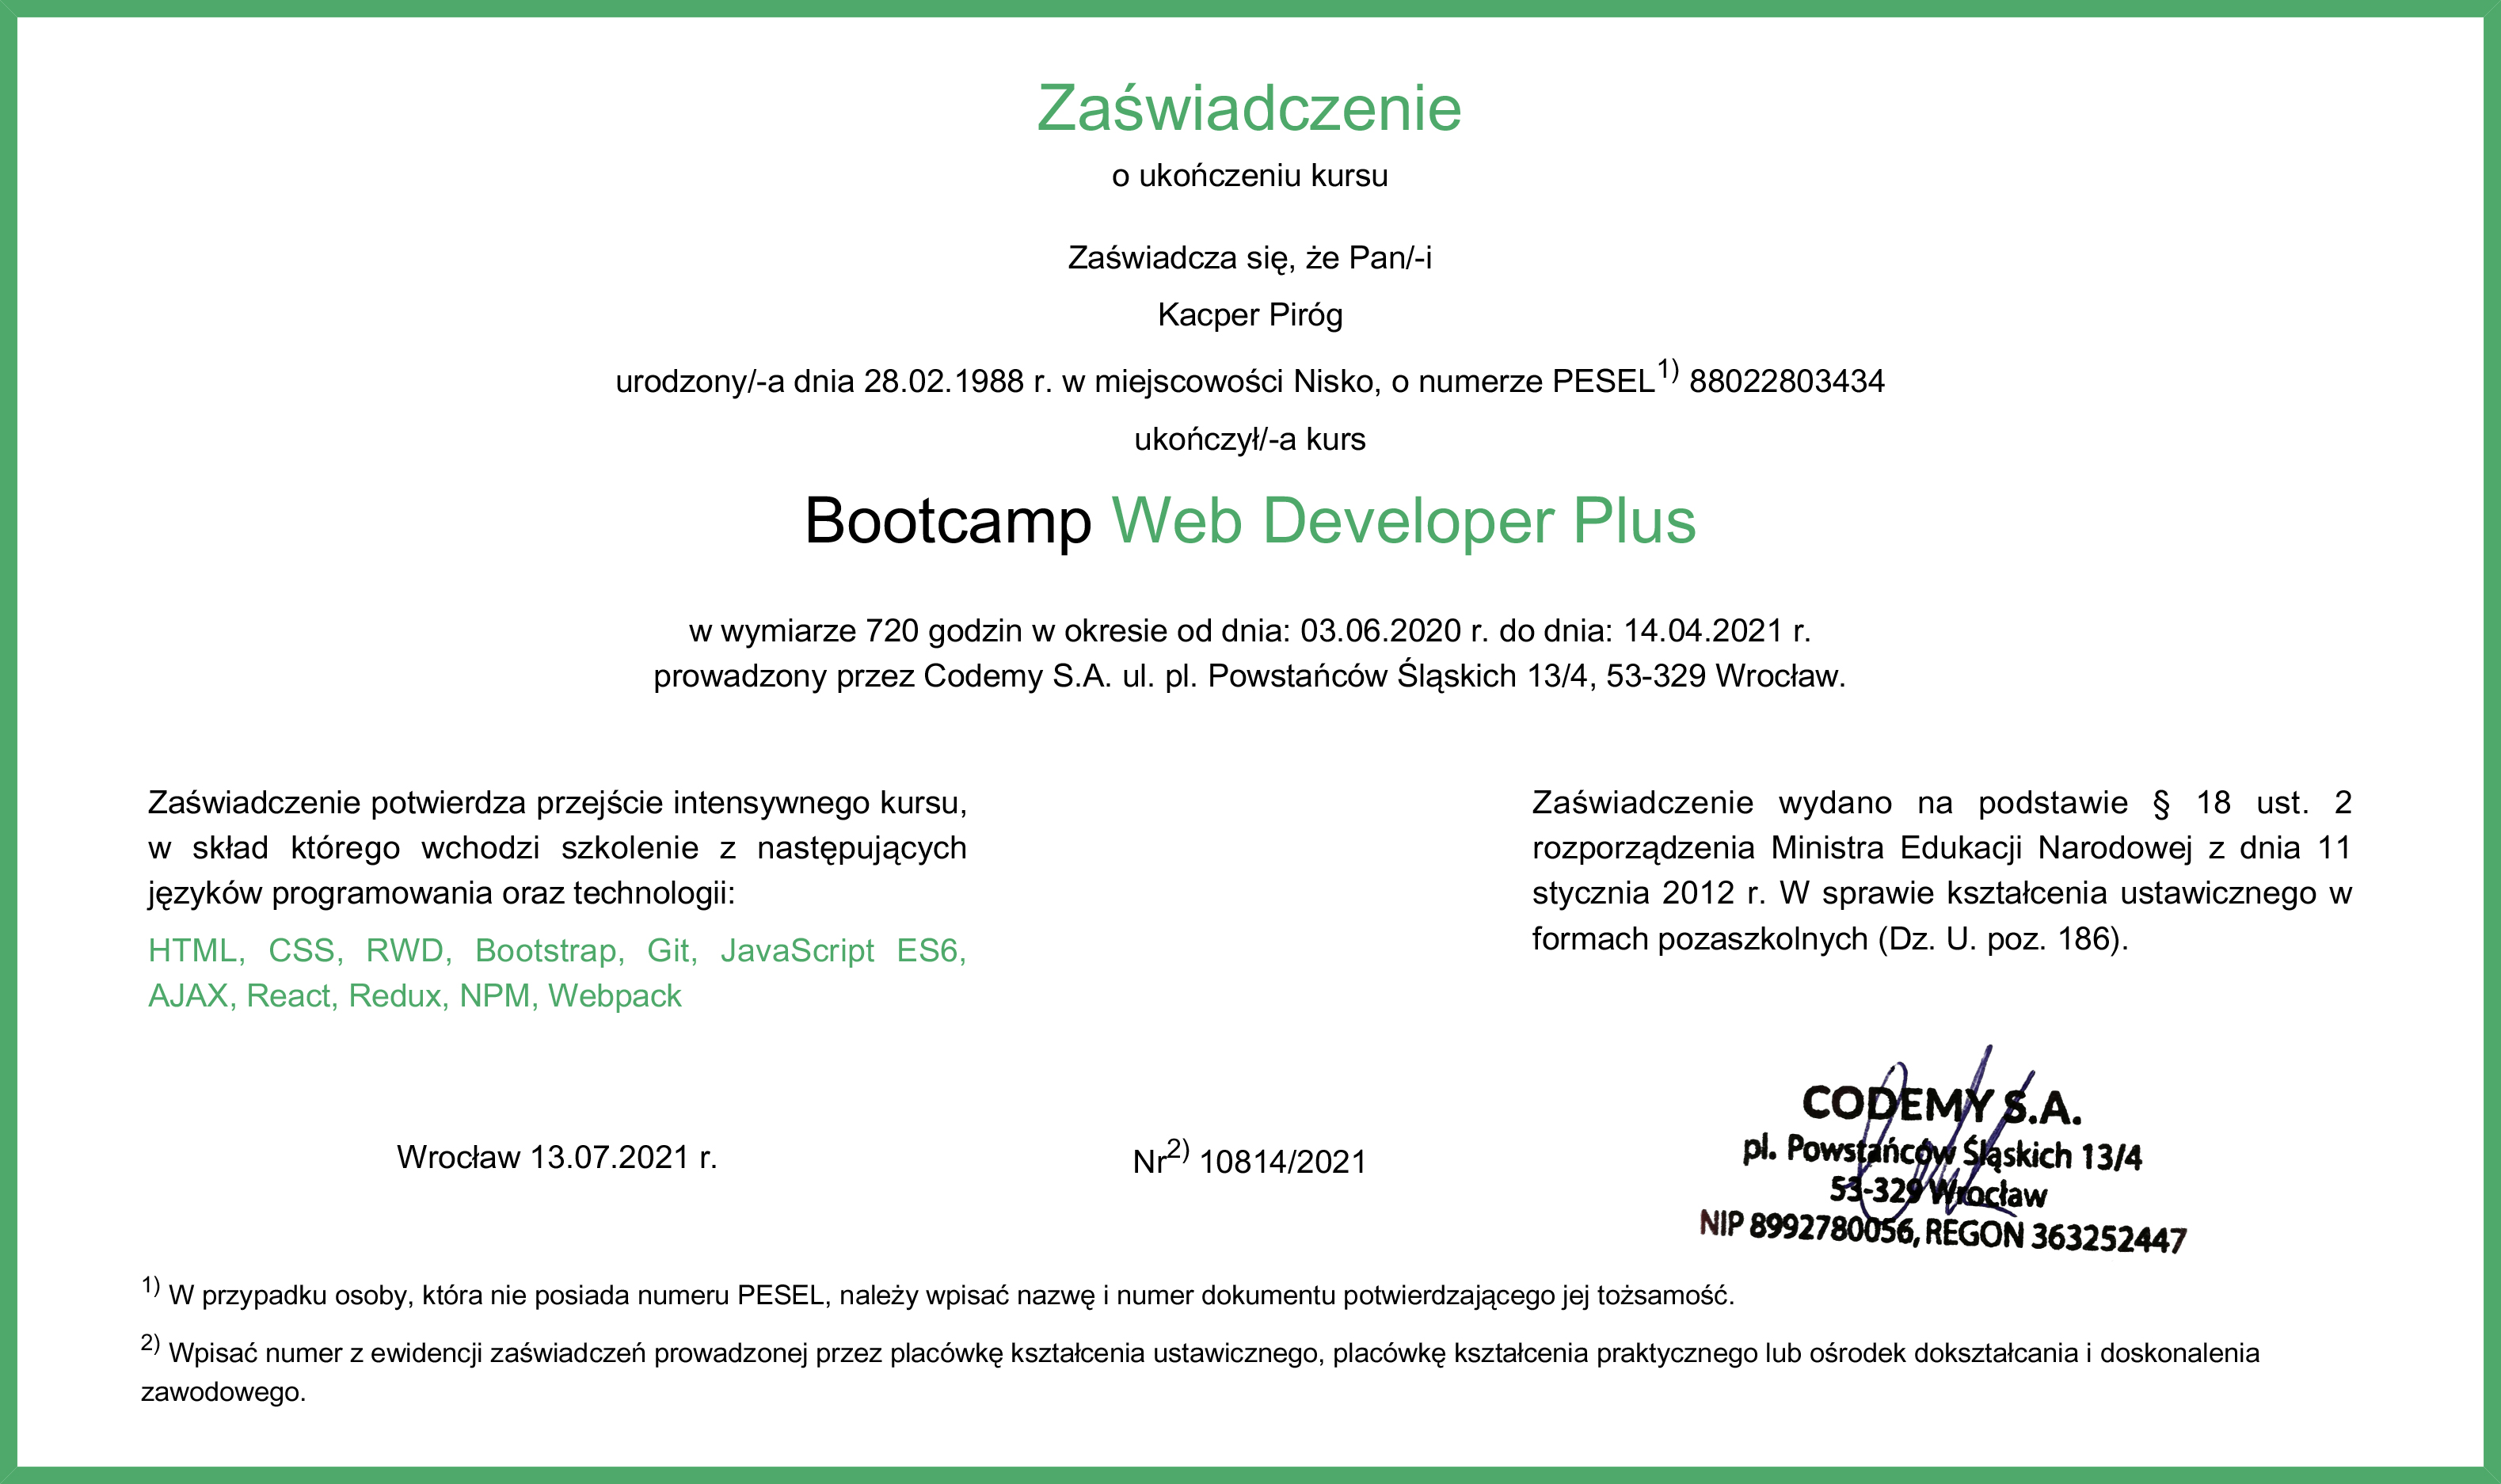 Zaświadczenie
o ukończeniu kursu
Zaświadcza się, że Pan/-i
Kacper Piróg
urodzony/-a dnia 28.02.1988 r. w miejscowości Nisko, o numerze PESEL1) 88022803434
ukończył/-a kurs
Bootcamp Web Developer Plus
w wymiarze 720 godzin w okresie od dnia: 03.06.2020 r. do dnia: 14.04.2021 r.
prowadzony przez Codemy S.A. ul. pl. Powstańców Śląskich 13/4, 53-329 Wrocław.
Zaświadczenie potwierdza przejście intensywnego kursu,
w skład którego wchodzi szkolenie z następujących
języków programowania oraz technologii:
HTML, CSS, RWD, Bootstrap, Git, JavaScript ES6,
AJAX, React, Redux, NPM, Webpack
Zaświadczenie wydano na podstawie § 18 ust. 2
rozporządzenia Ministra Edukacji Narodowej z dnia 11
stycznia 2012 r. W sprawie kształcenia ustawicznego w
formach pozaszkolnych (Dz. U. poz. 186).
Wrocław 13.07.2021 r.
Nr2) 10814/2021
CODEMY S.A.
pl. Powstańców Śląskich 13/4
53-329 Wrocław
NIP 8992780056, REGON 363252447
1) W przypadku osoby, która nie posiada numeru PESEL, należy wpisać nazwę i numer dokumentu potwierdzającego jej tożsamość.
2) Wpisać numer z ewidencji zaświadczeń prowadzonej przez placówkę kształcenia ustawicznego, placówkę kształcenia praktycznego lub ośrodek dokształcania i doskonalenia
zawodowego.